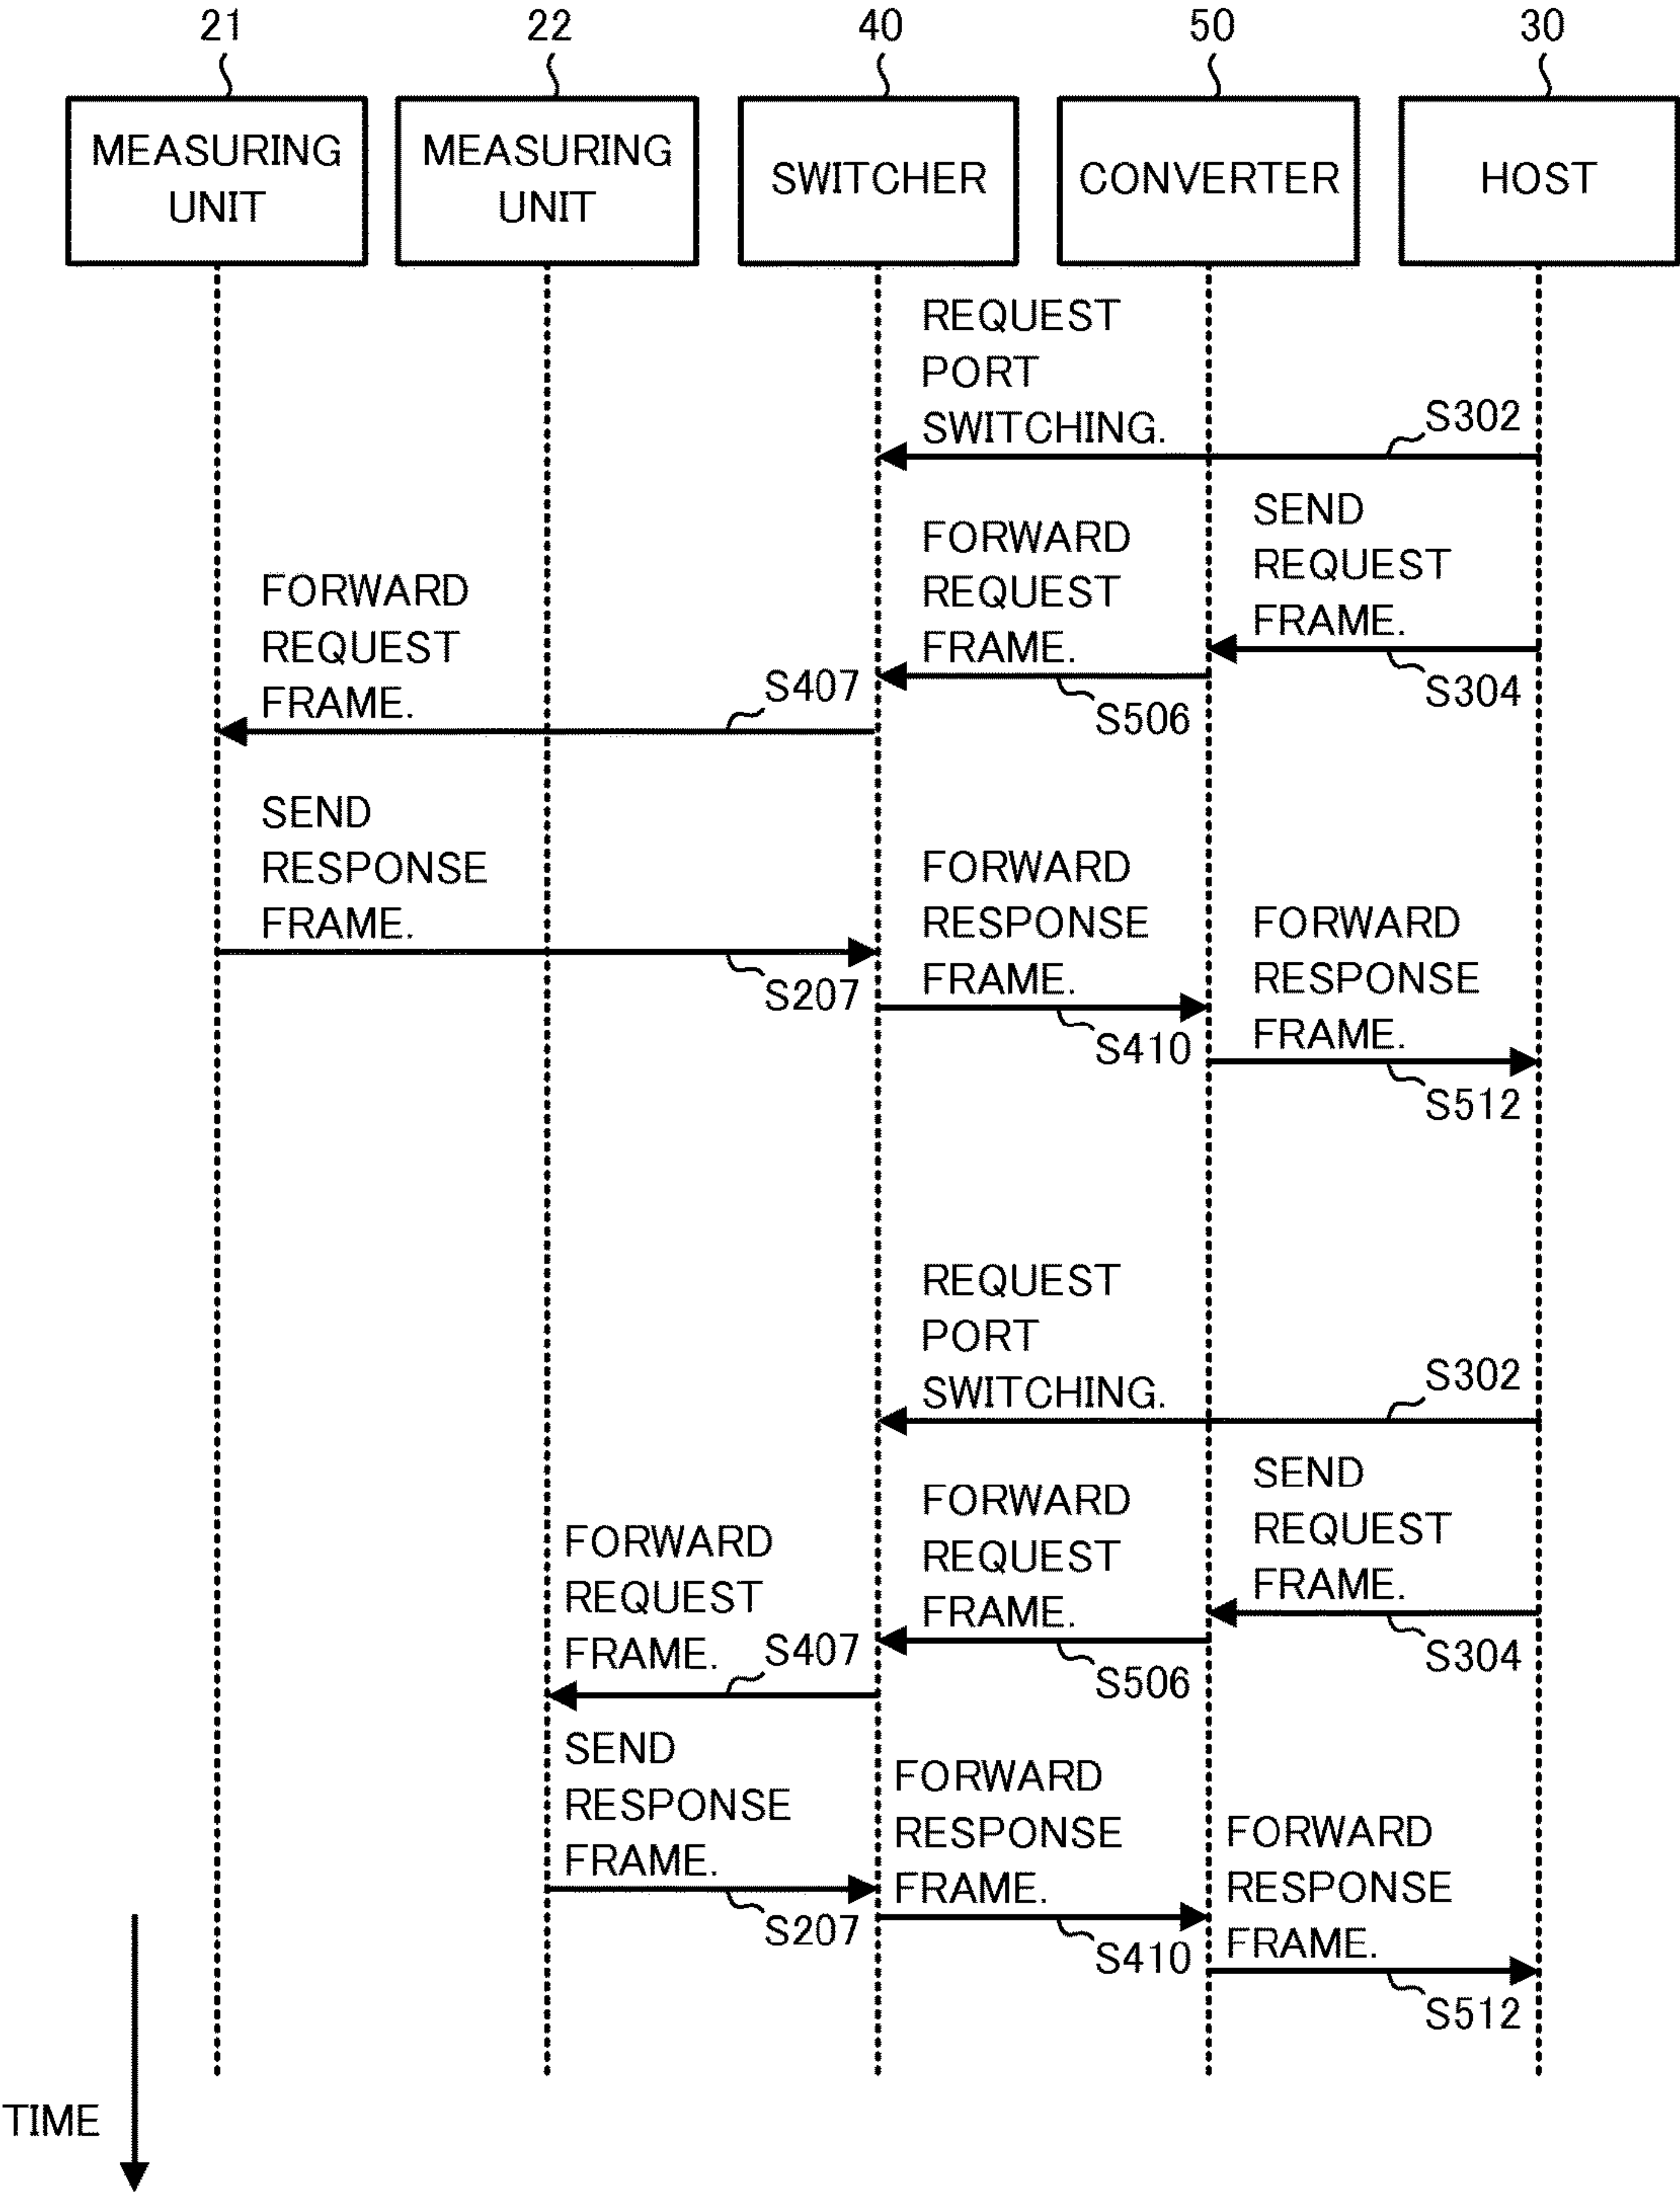 21
22
40
50
30
MEASURING
UNIT
MEASURING
UNIT
SWITCHER
CONVERTER
HOST
REQUEST
PORT
SWITCHING.
S302
SEND
REQUEST
FRAME.
S304
FORWARD
REQUEST
FRAME.
S506
FORWARD
REQUEST
FRAME.
S407
SEND
RESPONSE
FRAME.
S207
FORWARD
RESPONSE
FRAME.
S410
FORWARD
RESPONSE
FRAME.
S512
REQUEST
PORT
SWITCHING.
S302
SEND
REQUEST
FRAME.
S304
FORWARD
REQUEST
FRAME.
S506
FORWARD
REQUEST
FRAME.
S407
SEND
RESPONSE
FRAME.
S207
FORWARD
RESPONSE
FRAME.
S410
FORWARD
RESPONSE
FRAME.
S512
TIME